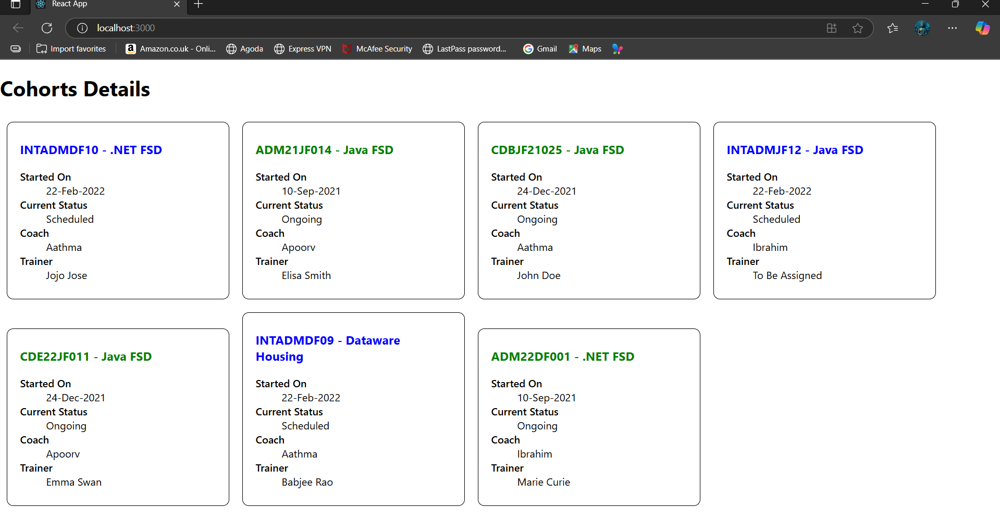 React App
localhost:3000
Import favorites
Amazon.co.uk - Onli...
Agoda
Express VPN
McAfee Security
LastPass password...
Gmail
Maps
Cohorts Details
INTADMDF10 - .NET FSD
Started On
22-Feb-2022
Current Status
Scheduled
Coach
Aathma
Trainer
Jojo Jose
ADM21JF014 - Java FSD
Started On
10-Sep-2021
Current Status
Ongoing
Coach
Apoorv
Trainer
Elisa Smith
CDBJF21025 - Java FSD
Started On
24-Dec-2021
Current Status
Ongoing
Coach
Aathma
Trainer
John Doe
INTADMJF12 - Java FSD
Started On
22-Feb-2022
Current Status
Scheduled
Coach
Ibrahim
Trainer
To Be Assigned
CDE22JF011 - Java FSD
Started On
24-Dec-2021
Current Status
Ongoing
Coach
Apoorv
Trainer
Emma Swan
INTADMDF09 - Dataware
Housing
Started On
22-Feb-2022
Current Status
Scheduled
Coach
Aathma
Trainer
Babjee Rao
ADM22DF001 - .NET FSD
Started On
10-Sep-2021
Current Status
Ongoing
Coach
Ibrahim
Trainer
Marie Curie